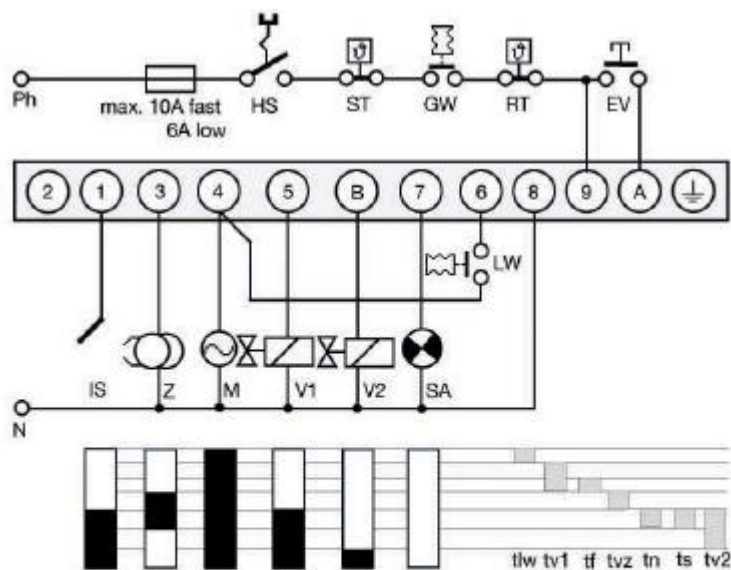 Ph
max. 10A fast
6A low
HS
ST
GW
RT
EV
2 1 3 4 5 B 7 6 8 9 A
LW
IS Z M V1 V2 SA
N
tlw tv1 tf tvz tn ts tv2